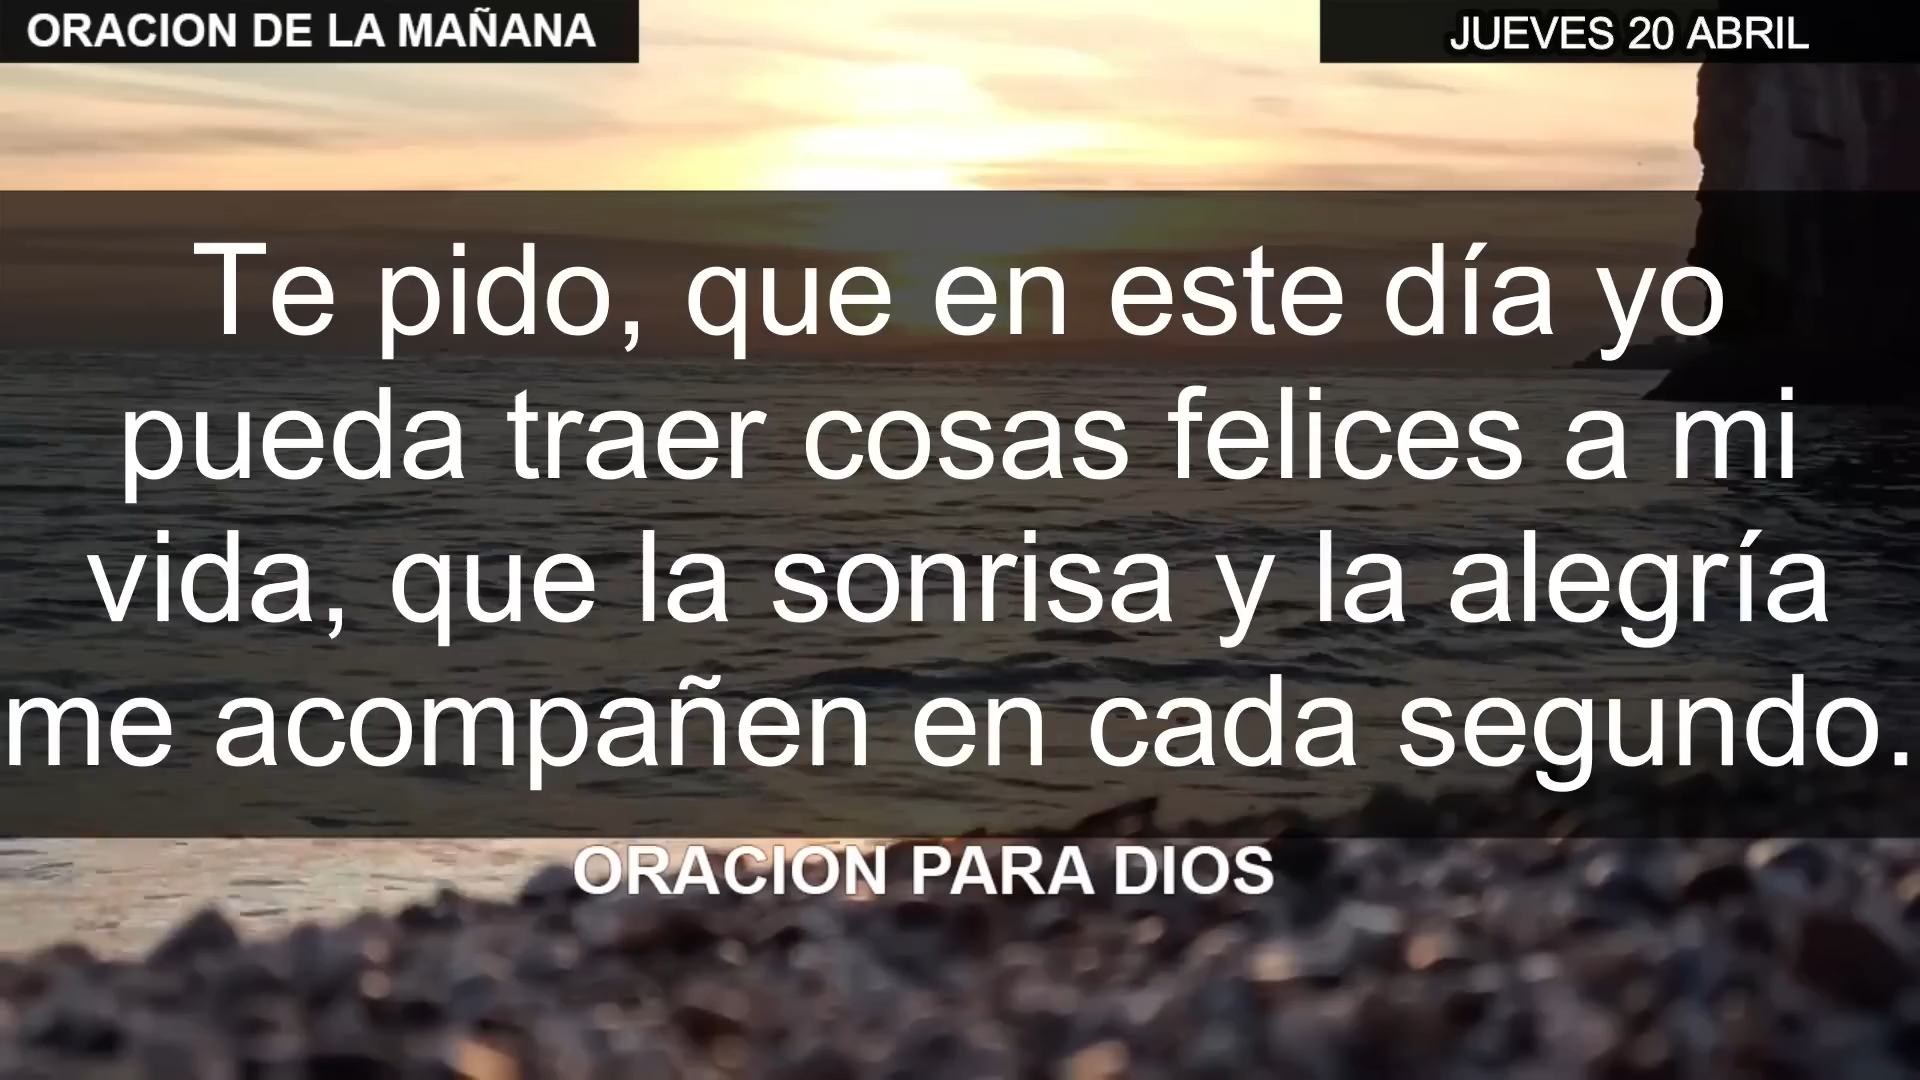 ORACION DE LA MAÑANA
JUEVES 20 ABRIL
Te pido, que en este día yo
pueda traer cosas felices a mi
vida, que la sonrisa y la alegría
me acompañen en cada segundo.
ORACION PARA DIOS